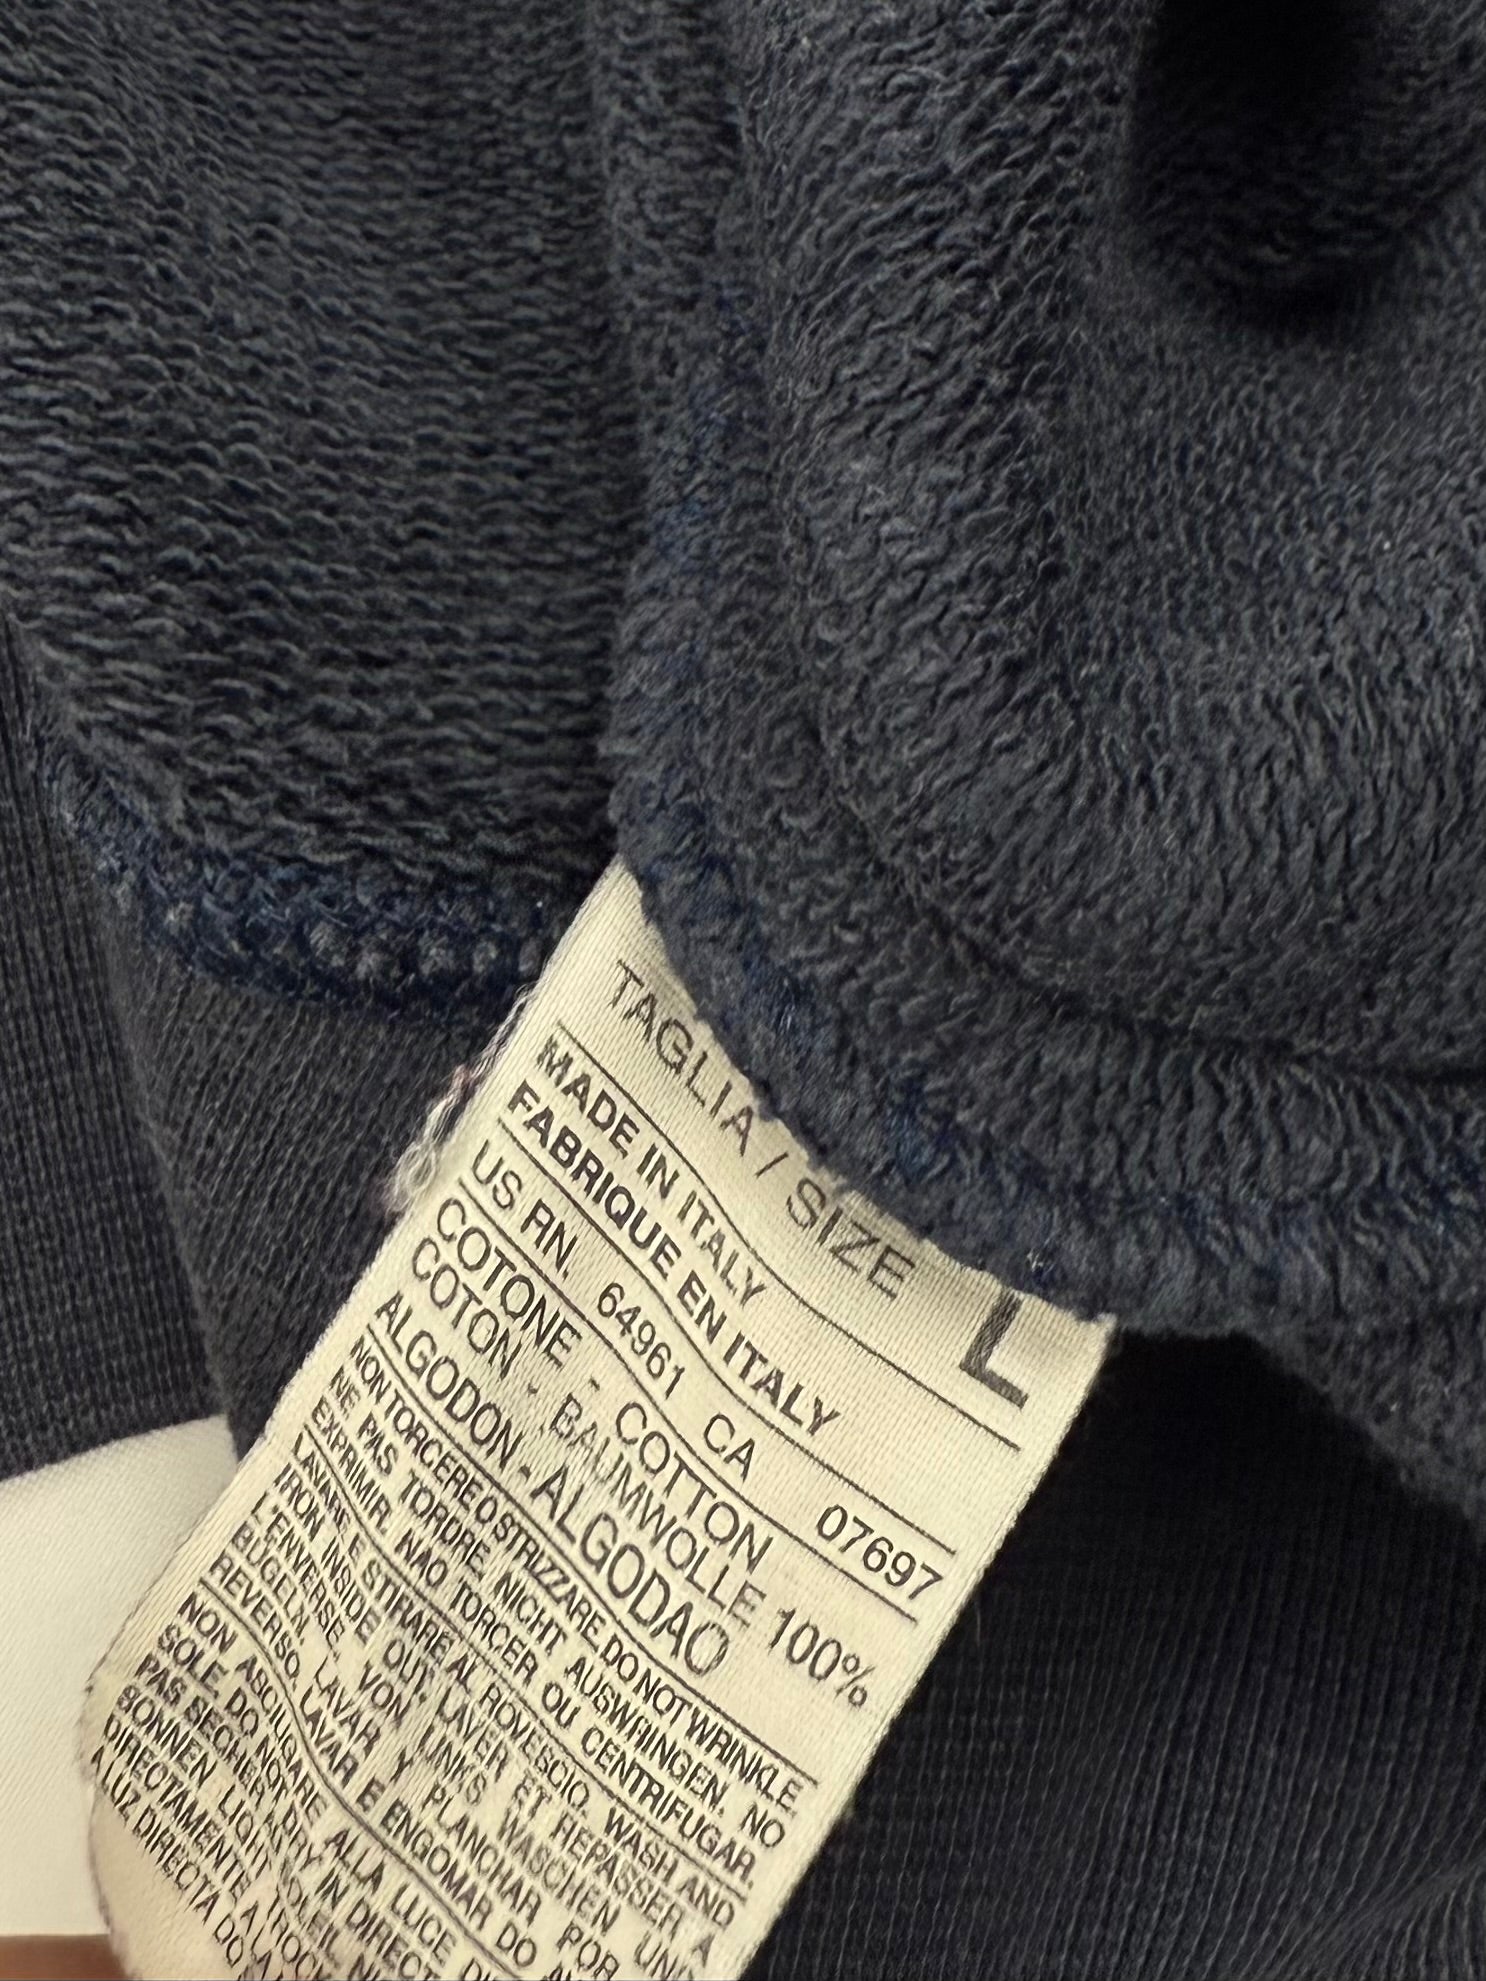 TAGLIA / SIZE L
MADE IN ITALY
FABRIQUE EN ITALY
US RN. 64961 CA 07697
COTONE - COTTON
COTON - BAUMWOLLE 100%
ALGODON - ALGODAO
NON TORCERE O STRIZZARE. DO NOT WRINKLE.
NE PAS TORDRE. NICHT AUSWRINGEN. NO
EXPRIMIR. NAO TORCER OU CENTRIFUGAR.
LAVARE E STIRARE AL ROVESCIO. WASH AND
IRON INSIDE OUT. LAVER ET REPASSER A
L'ENVERSE. VON LINKS WASCHEN UND
BUGELN. LAVAR Y PLANCHAR POR
REVERSO. LAVAR E ENGOMAR DO
NON ASCIUGARE ALLA LUCE
SOLE. DO NOT DRY IN DIRECT
PAS SECHER A
SONNEN LIGHT
DIRECTAMENTE A
A LUZ DIRECTA DO